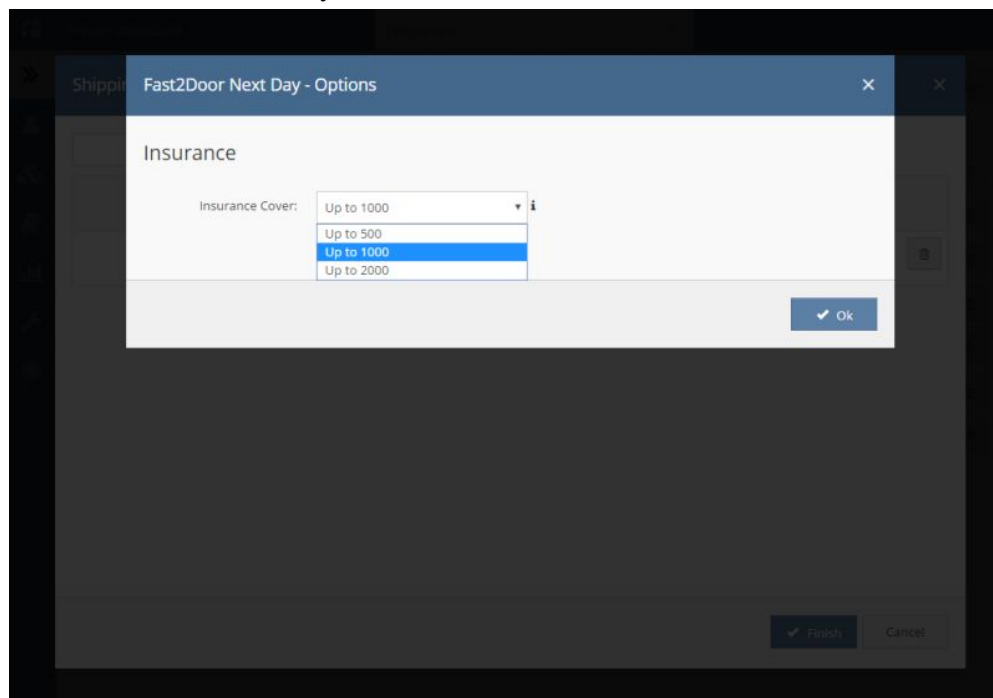 Shippin
Fast2Door Next Day - Options
Insurance
Insurance Cover:
Up to 1000
Up to 500
Up to 1000
Up to 2000
Ok
Finish
Cancel